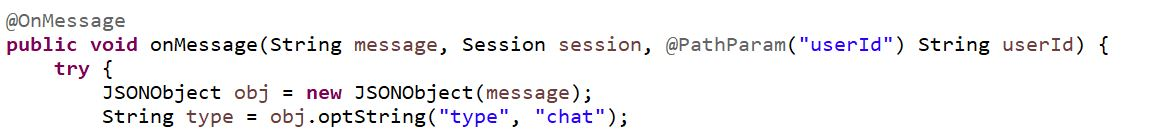 @OnMessage
public void onMessage(String message, Session session, @PathParam("userId") String userId) {
    try {
        JSONObject obj = new JSONObject(message);
        String type = obj.optString("type", "chat");